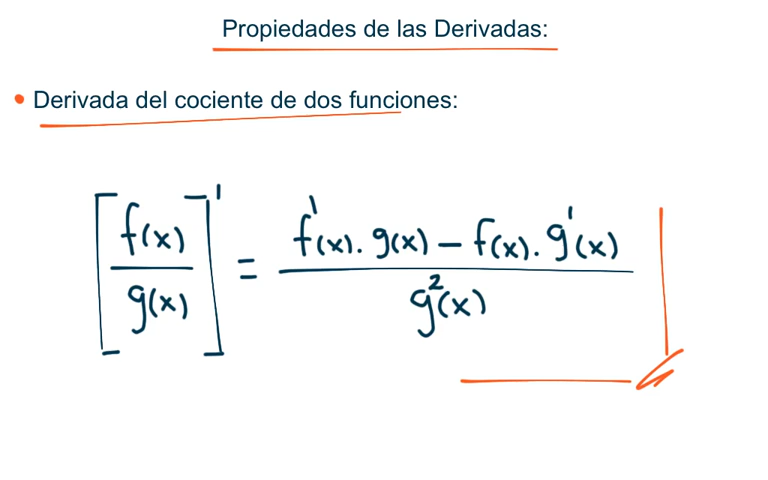 Propiedades de las Derivadas:
• Derivada del cociente de dos funciones:
[f(x)/g(x)]' = (f'(x). g(x) – f(x). g'(x))/g²(x)